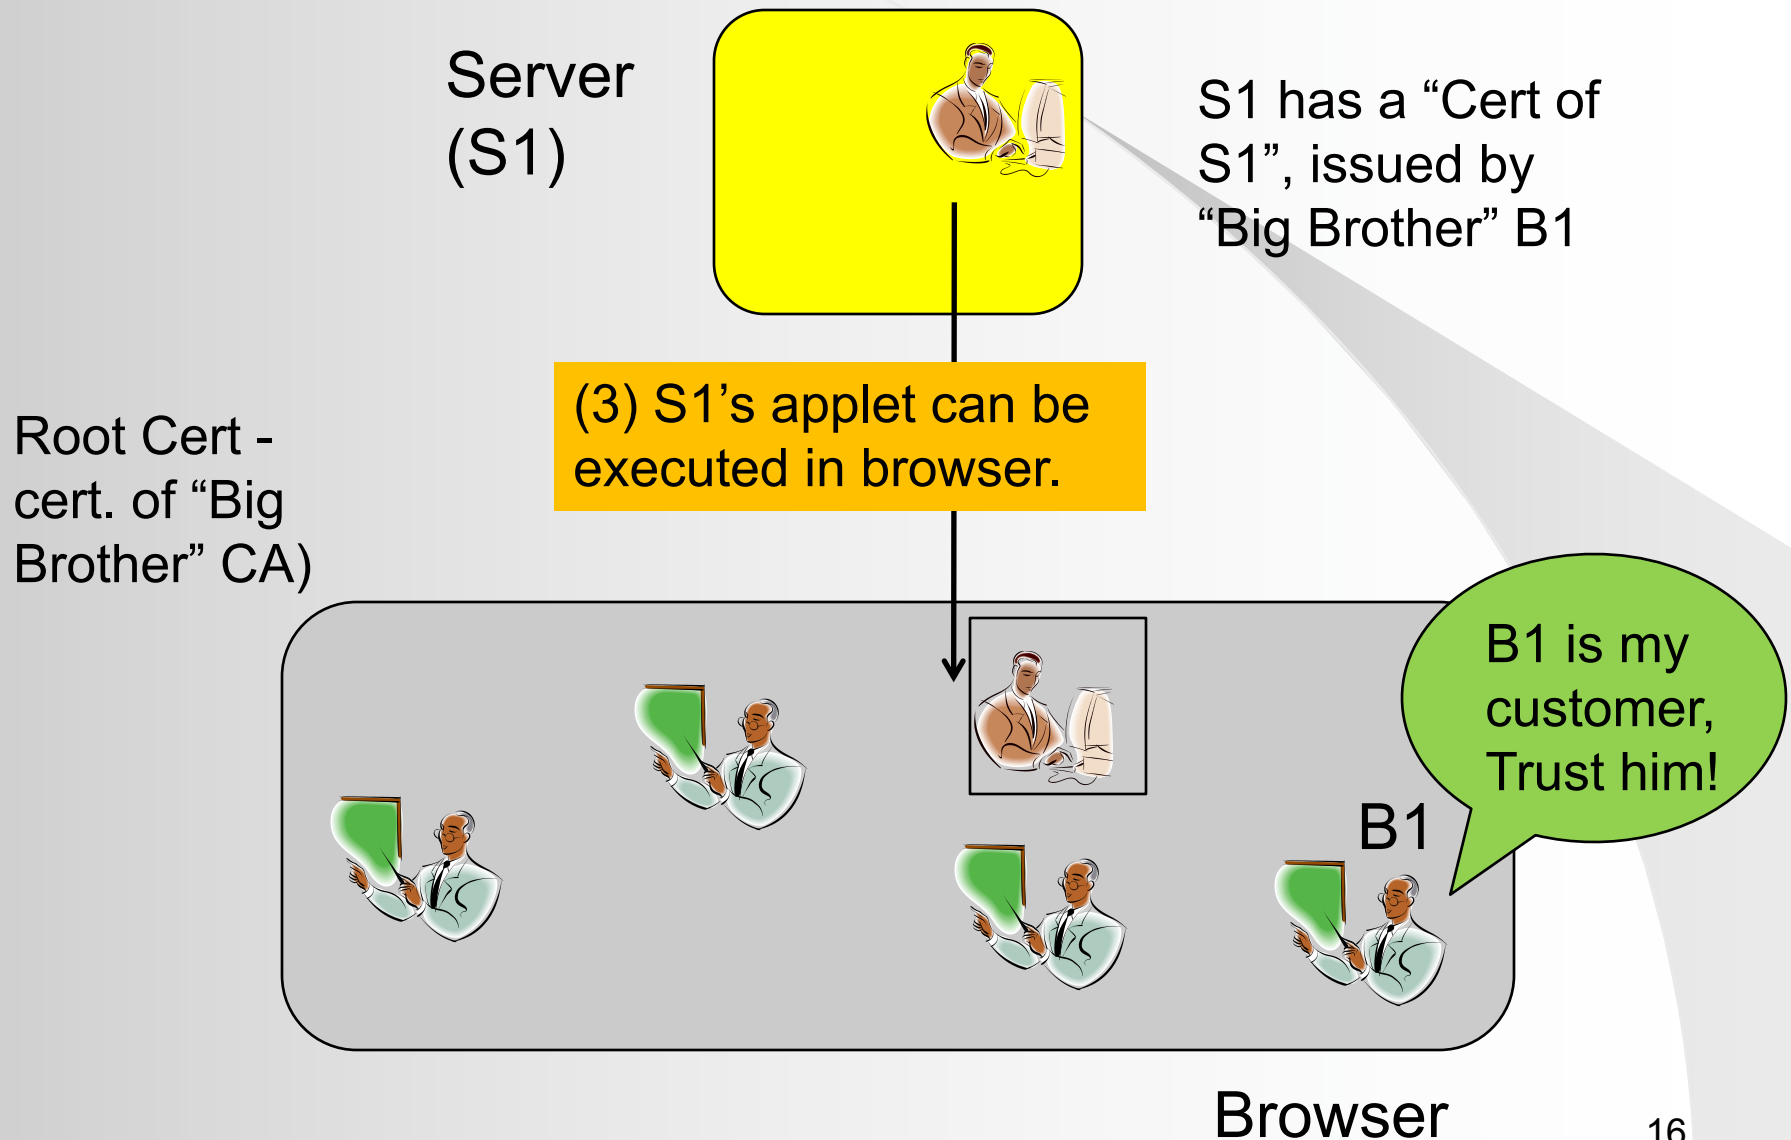 Server
(S1)
S1 has a “Cert of
S1”, issued by
“Big Brother” B1
(3) S1’s applet can be
executed in browser.
Root Cert -
cert. of “Big
Brother” CA)
B1 is my
customer,
Trust him!
B1
Browser
16